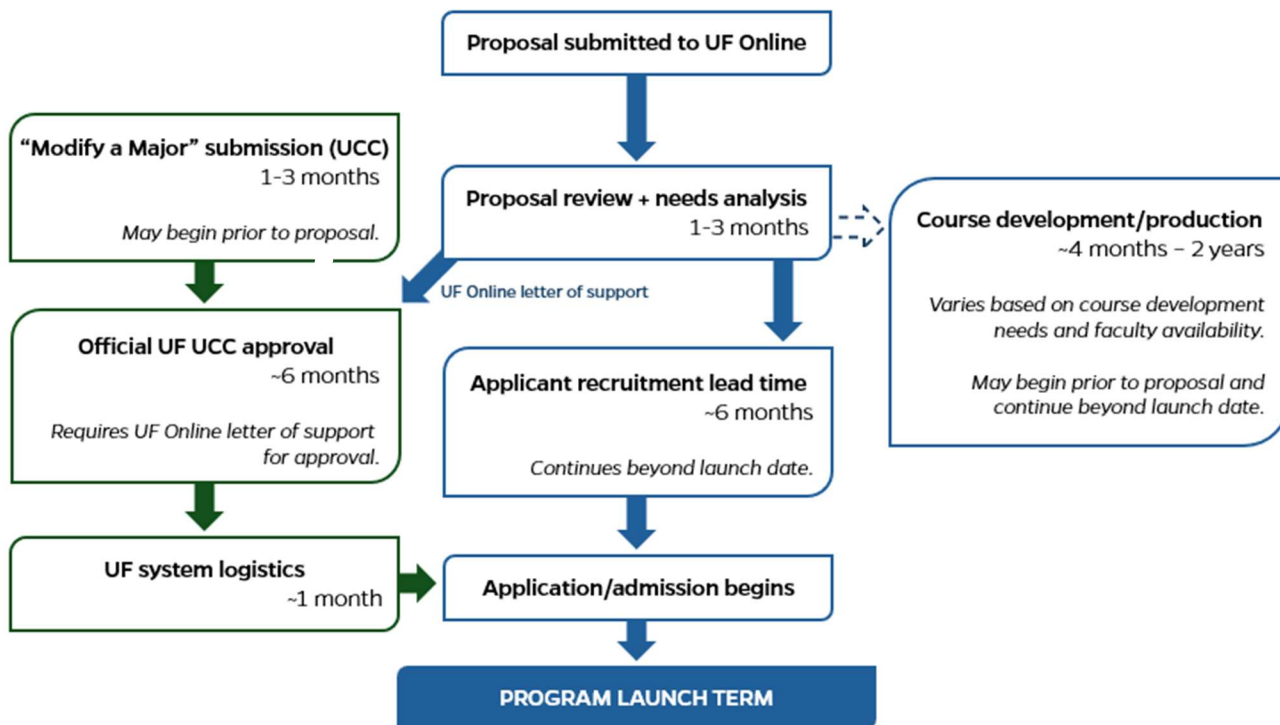 Proposal submitted to UF Online
“Modify a Major” submission (UCC)
1-3 months
May begin prior to proposal.
Proposal review + needs analysis
1-3 months
Course development/production
~4 months – 2 years
Varies based on course development
needs and faculty availability.
May begin prior to proposal and
continue beyond launch date.
UF Online letter of support
Official UF UCC approval
~6 months
Requires UF Online letter of support
for approval.
Applicant recruitment lead time
~6 months
Continues beyond launch date.
UF system logistics
~1 month
Application/admission begins
PROGRAM LAUNCH TERM